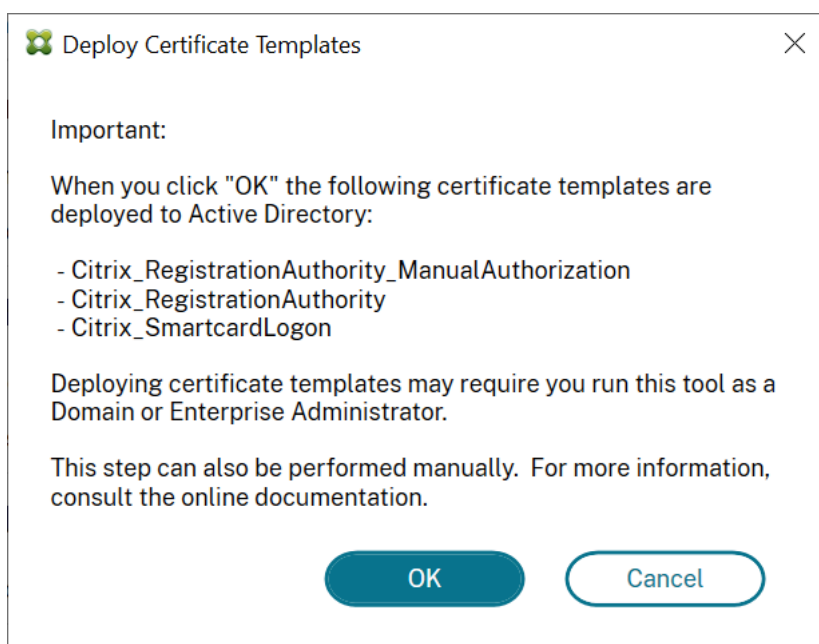 Deploy Certificate Templates
Important:
When you click "OK" the following certificate templates are
deployed to Active Directory:
- Citrix_RegistrationAuthority_ManualAuthorization
- Citrix_RegistrationAuthority
- Citrix_SmartcardLogon
Deploying certificate templates may require you run this tool as a
Domain or Enterprise Administrator.
This step can also be performed manually.  For more information,
consult the online documentation.
OK
Cancel